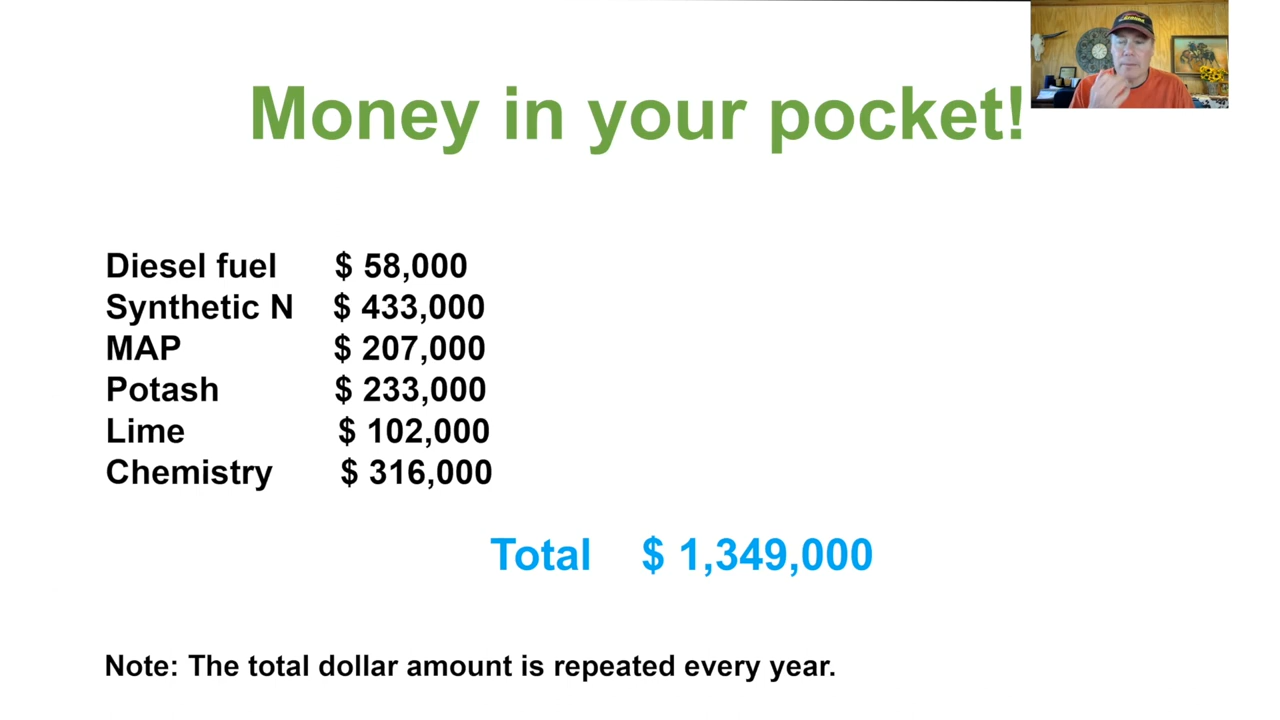 Money in your pocket!
Diesel fuel $ 58,000
Synthetic N $ 433,000
MAP $ 207,000
Potash $ 233,000
Lime $ 102,000
Chemistry $ 316,000
Total $ 1,349,000
Note: The total dollar amount is repeated every year.